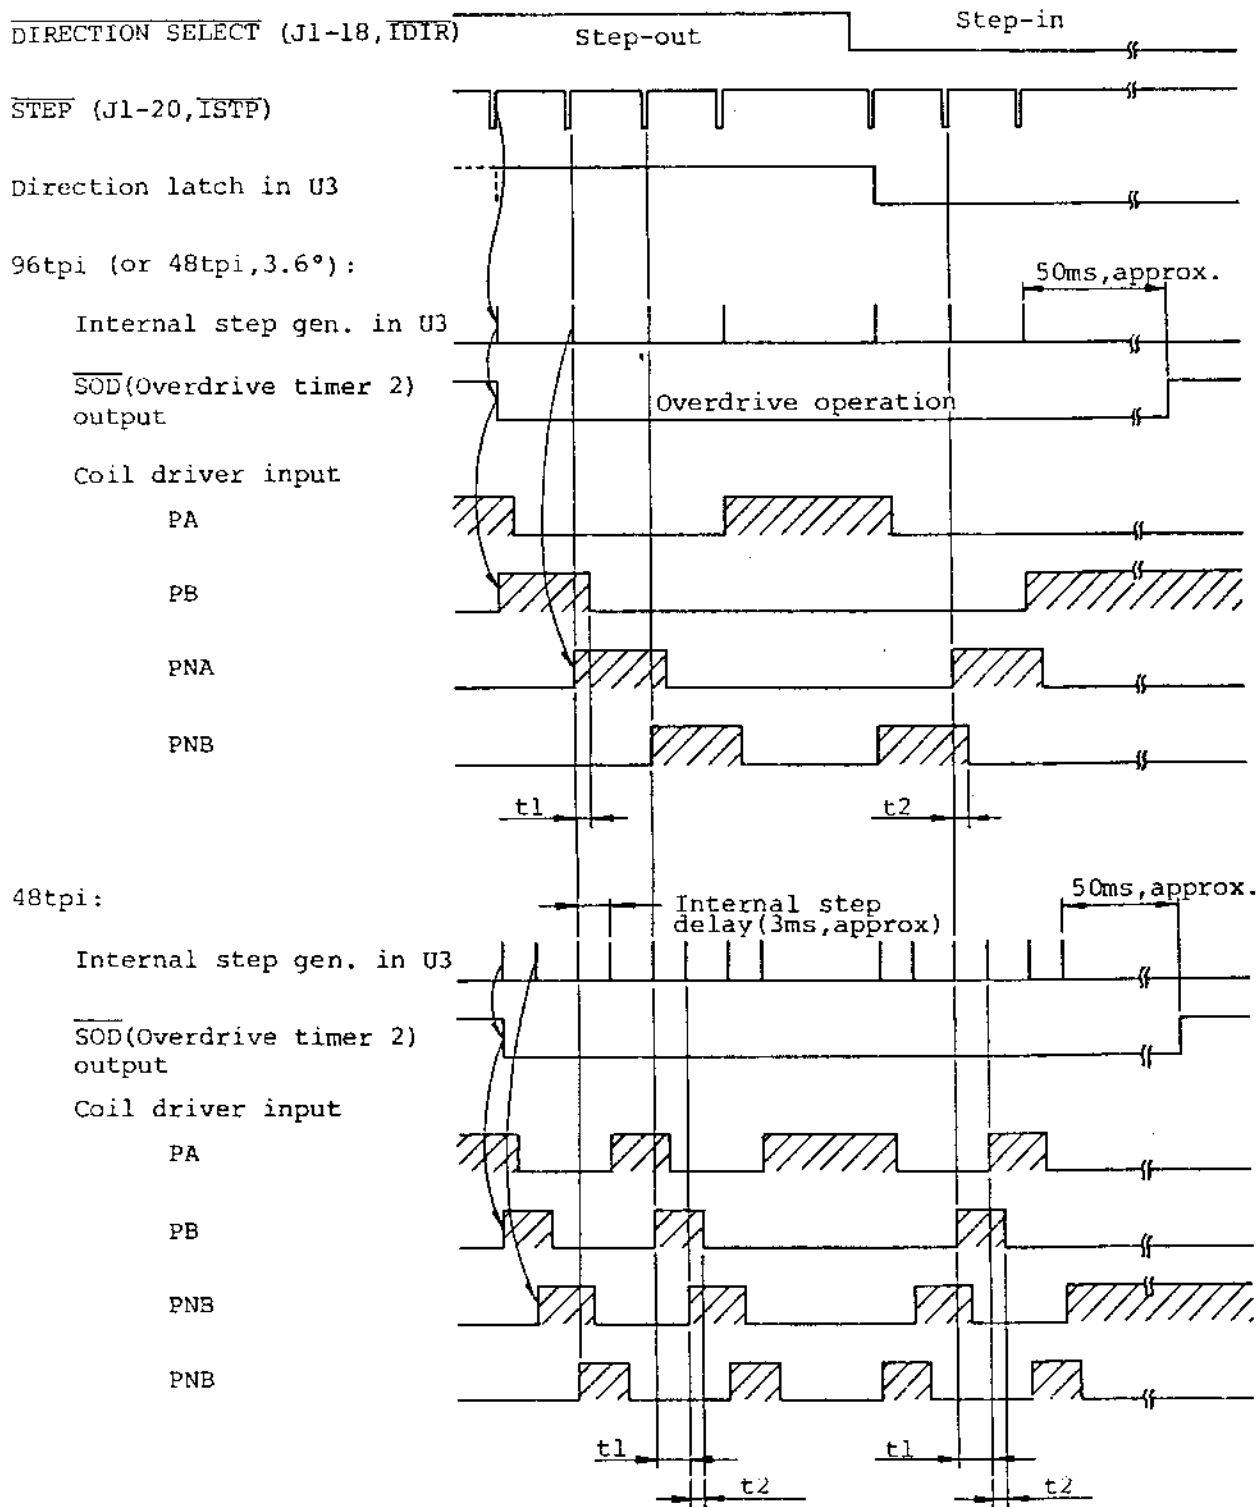 DIRECTION SELECT (J1-18,IDIR)
Step-out
Step-in
STEP (J1-20,ISTP)
Direction latch in U3
96tpi (or 48tpi,3.6°):
50ms,approx.
Internal step gen. in U3
SOD(Overdrive timer 2)
output
Overdrive operation
Coil driver input
PA
PB
PNA
PNB
t1
t2
48tpi:
Internal step
delay(3ms,approx)
50ms,approx.
Internal step gen. in U3
SOD(Overdrive timer 2)
output
Coil driver input
PA
PB
PNB
PNB
t1
t1
t2
t2